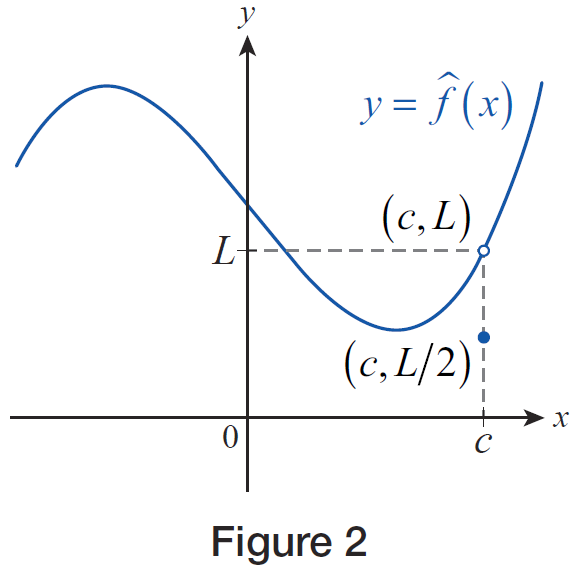 y
y = f̂(x)
(c, L)
L
(c, L/2)
0
c
x
Figure 2